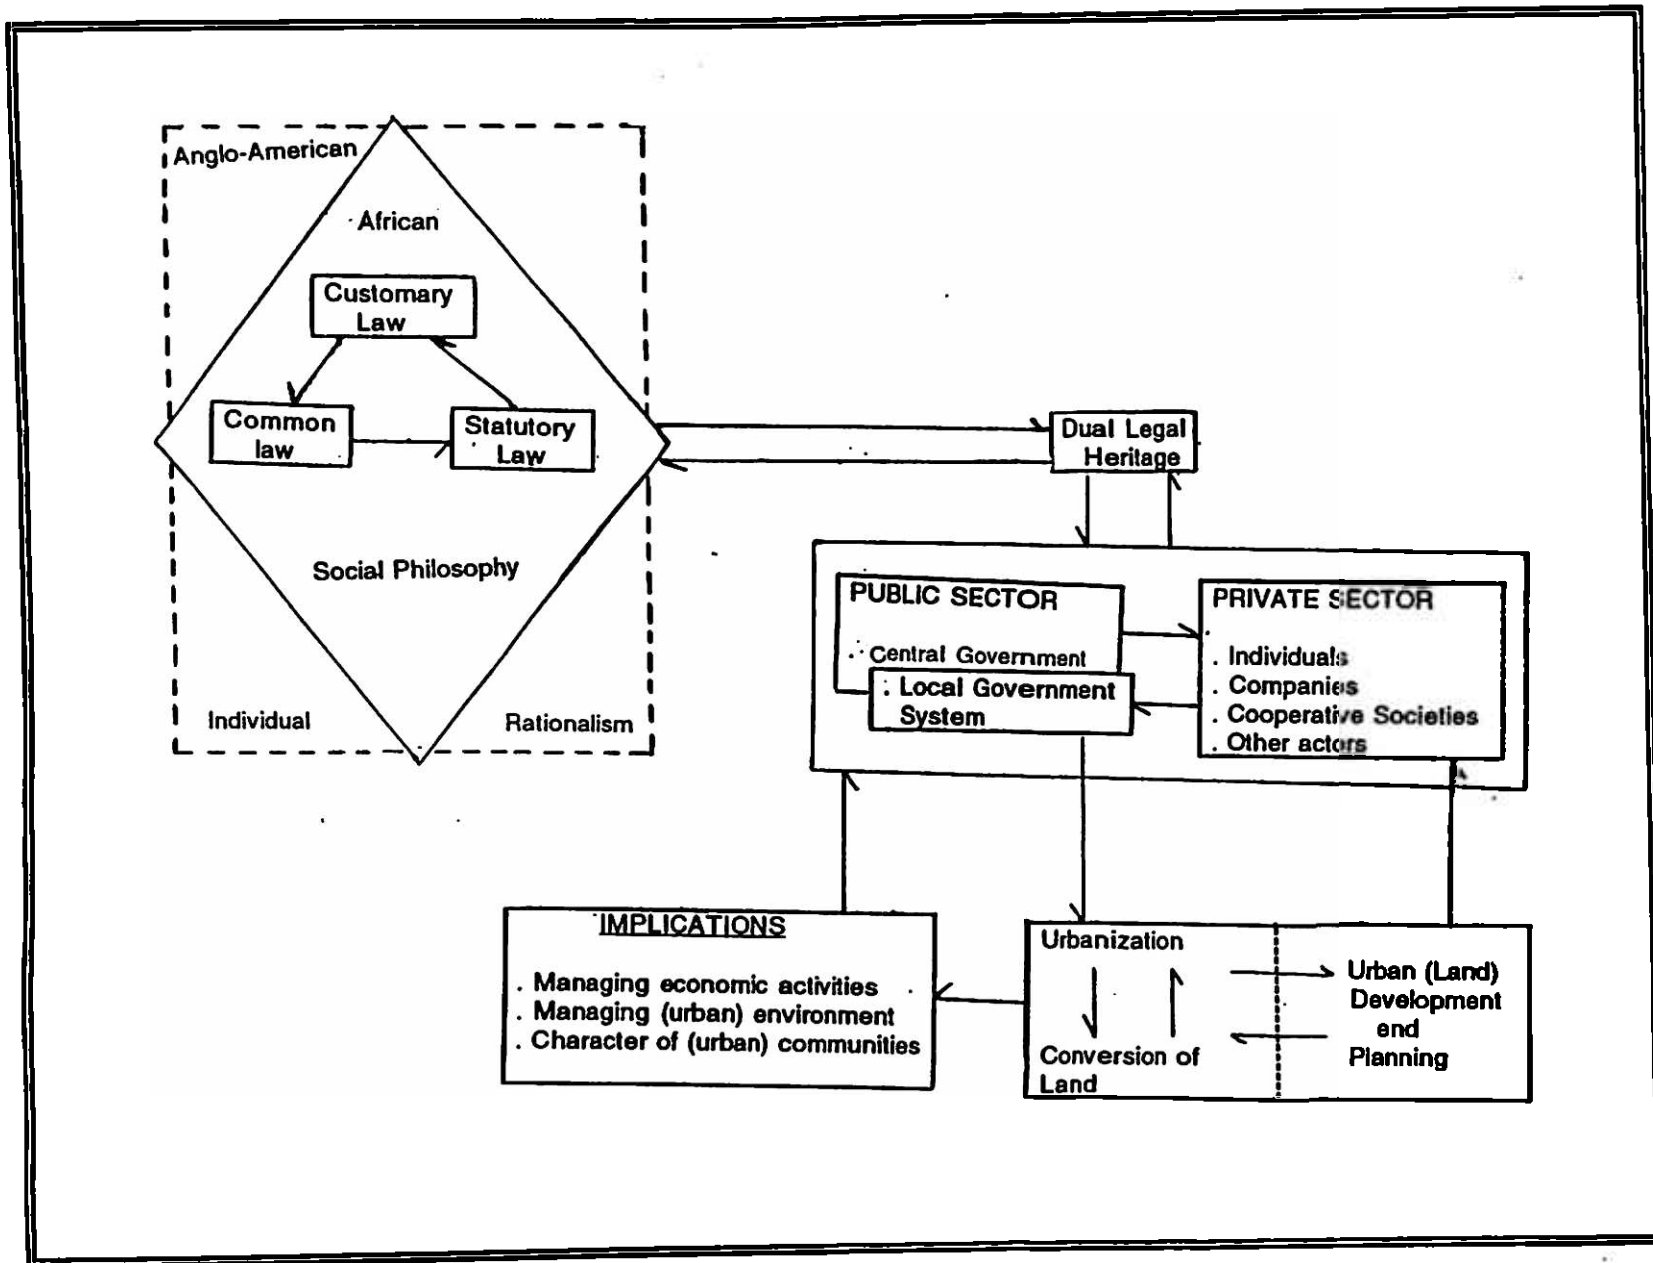 Anglo-American
African
Customary
Law
Common
law
Statutory
Law
Social Philosophy
Individual
Rationalism
Dual Legal
Heritage
PUBLIC SECTOR
. Central Government
. Local Government
System
PRIVATE SECTOR
. Individuals
. Companies
. Cooperative Societies
. Other actors
IMPLICATIONS
. Managing economic activities
. Managing (urban) environment
. Character of (urban) communities
Urbanization
Conversion of
Land
Urban (Land)
Development
end
Planning